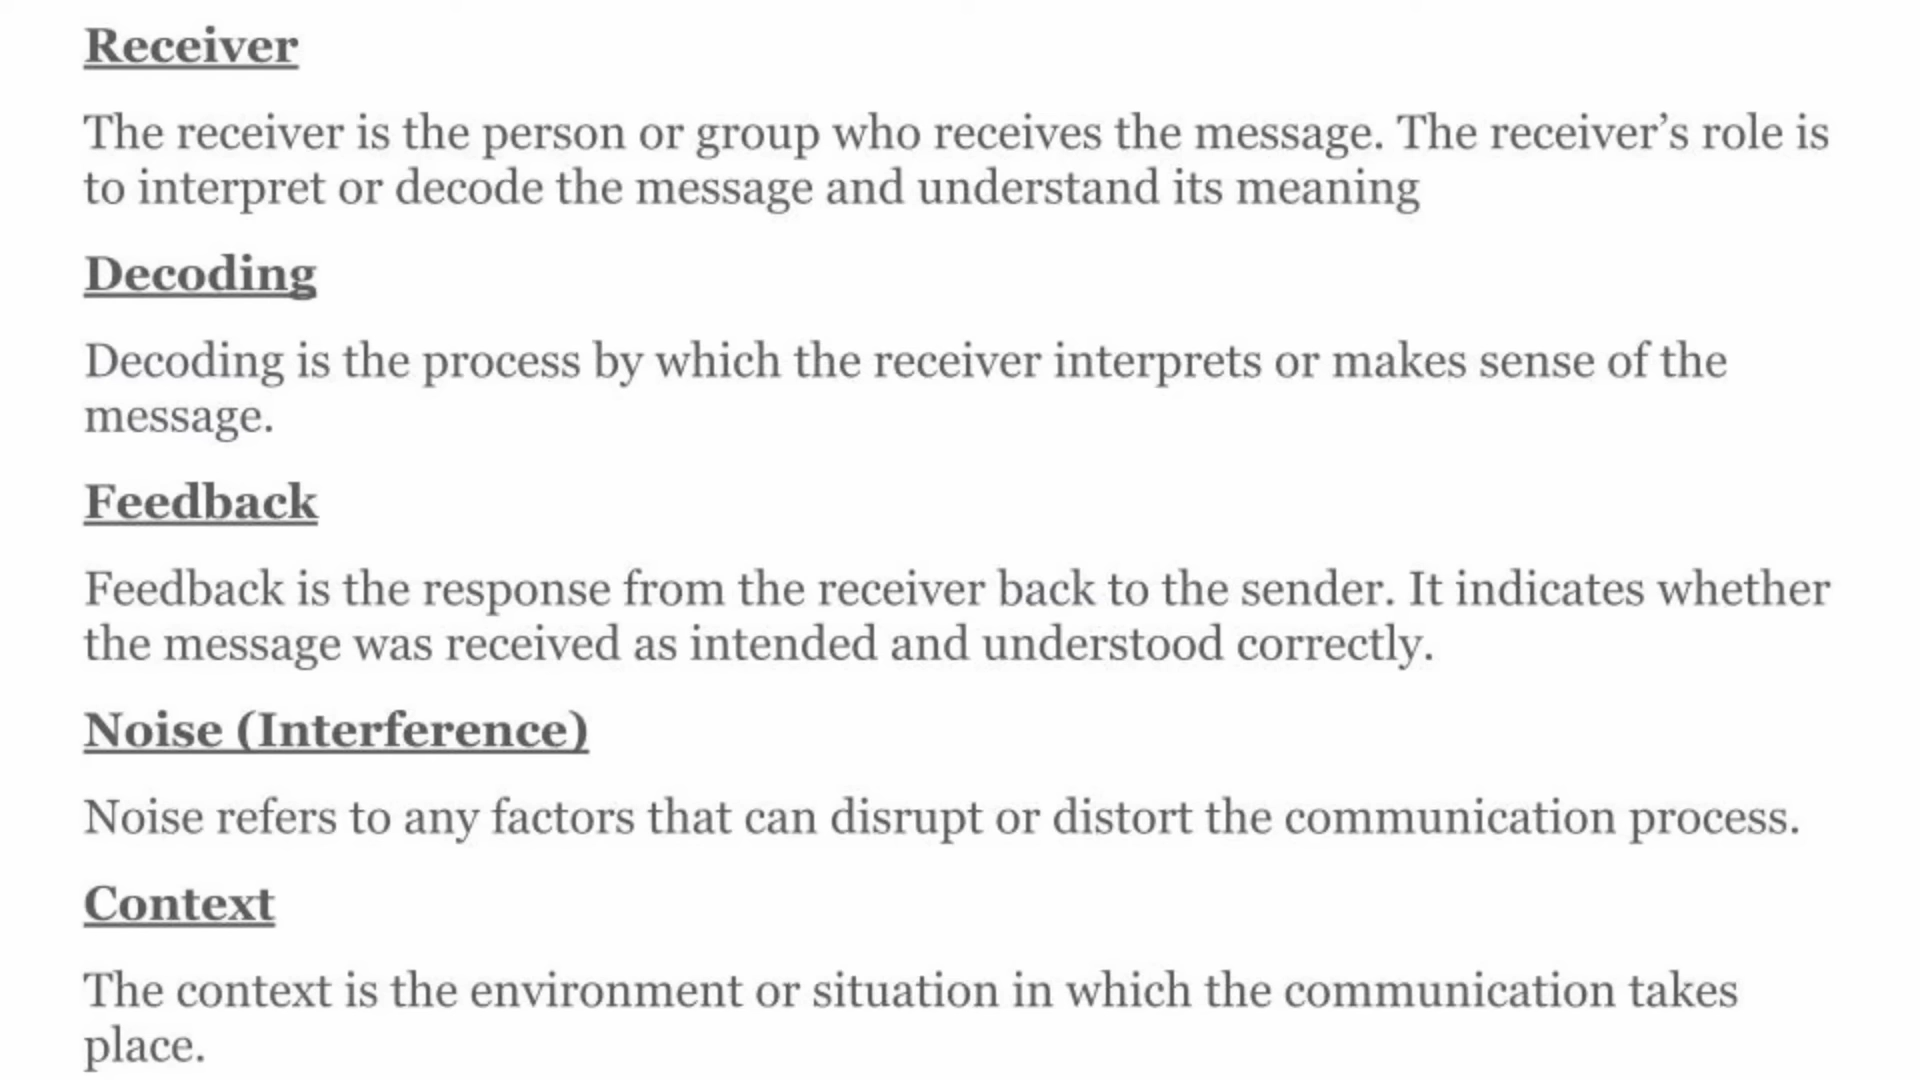 Receiver
The receiver is the person or group who receives the message. The receiver’s role is
to interpret or decode the message and understand its meaning
Decoding
Decoding is the process by which the receiver interprets or makes sense of the
message.
Feedback
Feedback is the response from the receiver back to the sender. It indicates whether
the message was received as intended and understood correctly.
Noise (Interference)
Noise refers to any factors that can disrupt or distort the communication process.
Context
The context is the environment or situation in which the communication takes
place.